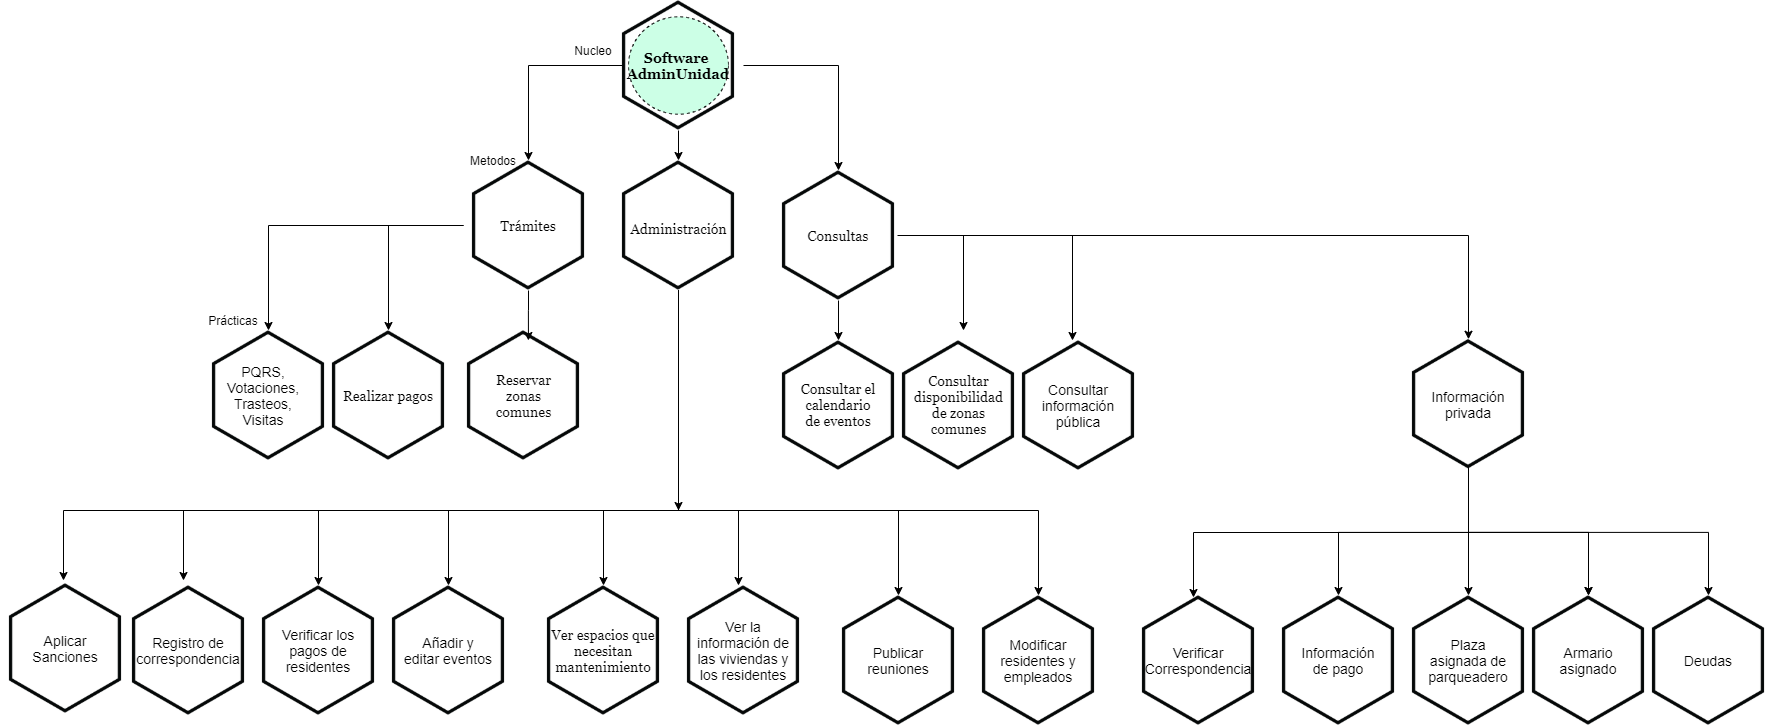 Nucleo
Software
AdminUnidad
Metodos
Trámites
Administración
Consultas
Prácticas
PQRS,
Votaciones,
Trasteos,
Visitas
Realizar pagos
Reservar
zonas
comunes
Consultar el
calendario
de eventos
Consultar
disponibilidad
de zonas
comunes
Consultar
información
pública
Información
privada
Aplicar
Sanciones
Registro de
correspondencia
Verificar los
pagos de
residentes
Añadir y
editar eventos
Ver espacios que
necesitan
mantenimiento
Ver la
información de
las viviendas y
los residentes
Publicar
reuniones
Modificar
residentes y
empleados
Verificar
Correspondencia
Información
de pago
Plaza
asignada de
parqueadero
Armario
asignado
Deudas